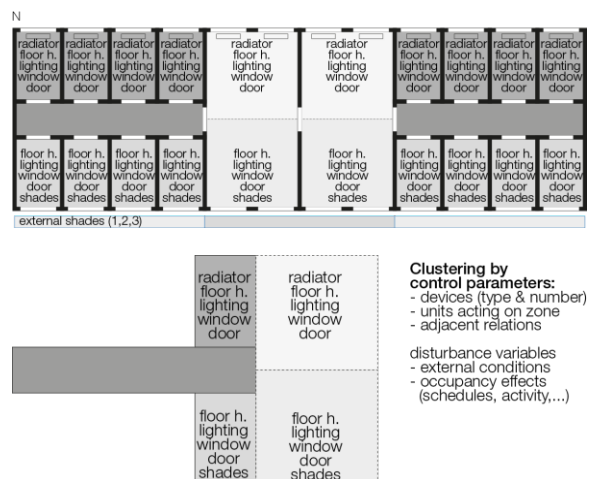 N
radiator
floor h.
lighting
window
door
radiator
floor h.
lighting
window
door
radiator
floor h.
lighting
window
door
radiator
floor h.
lighting
window
door
radiator
floor h.
lighting
window
door
radiator
floor h.
lighting
window
door
radiator
floor h.
lighting
window
door
radiator
floor h.
lighting
window
door
radiator
floor h.
lighting
window
door
radiator
floor h.
lighting
window
door
floor h.
lighting
window
door
shades
floor h.
lighting
window
door
shades
floor h.
lighting
window
door
shades
floor h.
lighting
window
door
shades
floor h.
lighting
window
door
shades
floor h.
lighting
window
door
shades
floor h.
lighting
window
door
shades
floor h.
lighting
window
door
shades
floor h.
lighting
window
door
shades
floor h.
lighting
window
door
shades
external shades (1,2,3)
radiator
floor h.
lighting
window
door
radiator
floor h.
lighting
window
door
floor h.
lighting
window
door
shades
floor h.
lighting
window
door
shades
Clustering by
control parameters:
- devices (type & number)
- units acting on zone
- adjacent relations
disturbance variables
- external conditions
- occupancy effects
(schedules, activity,...)